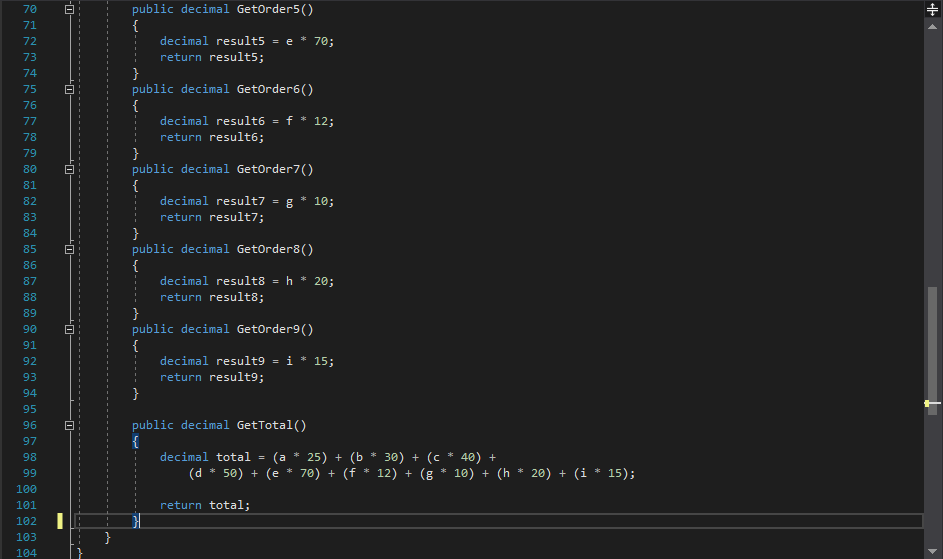 70 public decimal GetOrder5()
71 {
72 decimal result5 = e * 70;
73 return result5;
74 }
75 public decimal GetOrder6()
76 {
77 decimal result6 = f * 12;
78 return result6;
79 }
80 public decimal GetOrder7()
81 {
82 decimal result7 = g * 10;
83 return result7;
84 }
85 public decimal GetOrder8()
86 {
87 decimal result8 = h * 20;
88 return result8;
89 }
90 public decimal GetOrder9()
91 {
92 decimal result9 = i * 15;
93 return result9;
94 }
95
96 public decimal GetTotal()
97 {
98 decimal total = (a * 25) + (b * 30) + (c * 40) +
99 (d * 50) + (e * 70) + (f * 12) + (g * 10) + (h * 20) + (i * 15);
100
101 return total;
102 }
103 }
104 }